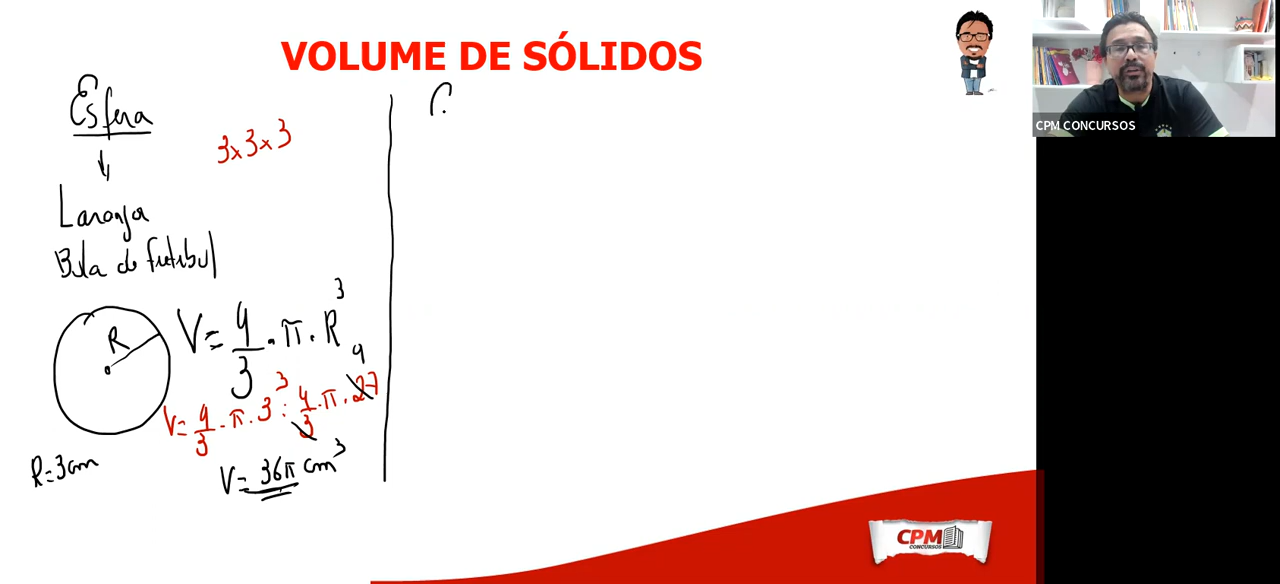 VOLUME DE SÓLIDOS
CPM CONCURSOS
Esfera
3x3x3
Laranja
Bola de futebol
R
V=4/3·π·R³
V=4/3·π·3³=4/3·π·27
9
R=3cm
V=36π cm³
CPM
CONCURSOS